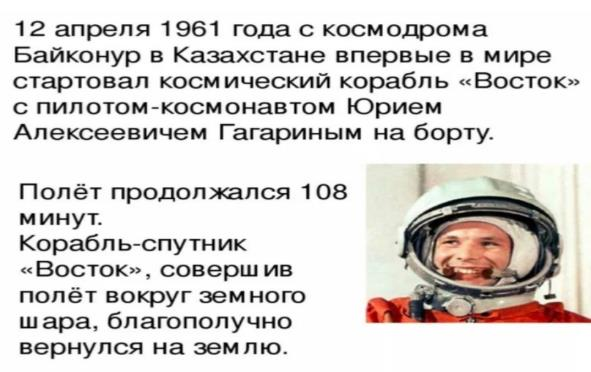 12 апреля 1961 года с космодрома
Байконур в Казахстане впервые в мире
стартовал космический корабль «Восток»
с пилотом-космонавтом Юрием
Алексеевичем Гагариным на борту.
Полёт продолжался 108
минут.
Корабль-спутник
«Восток», совершив
полёт вокруг земного
шара, благополучно
вернулся на землю.